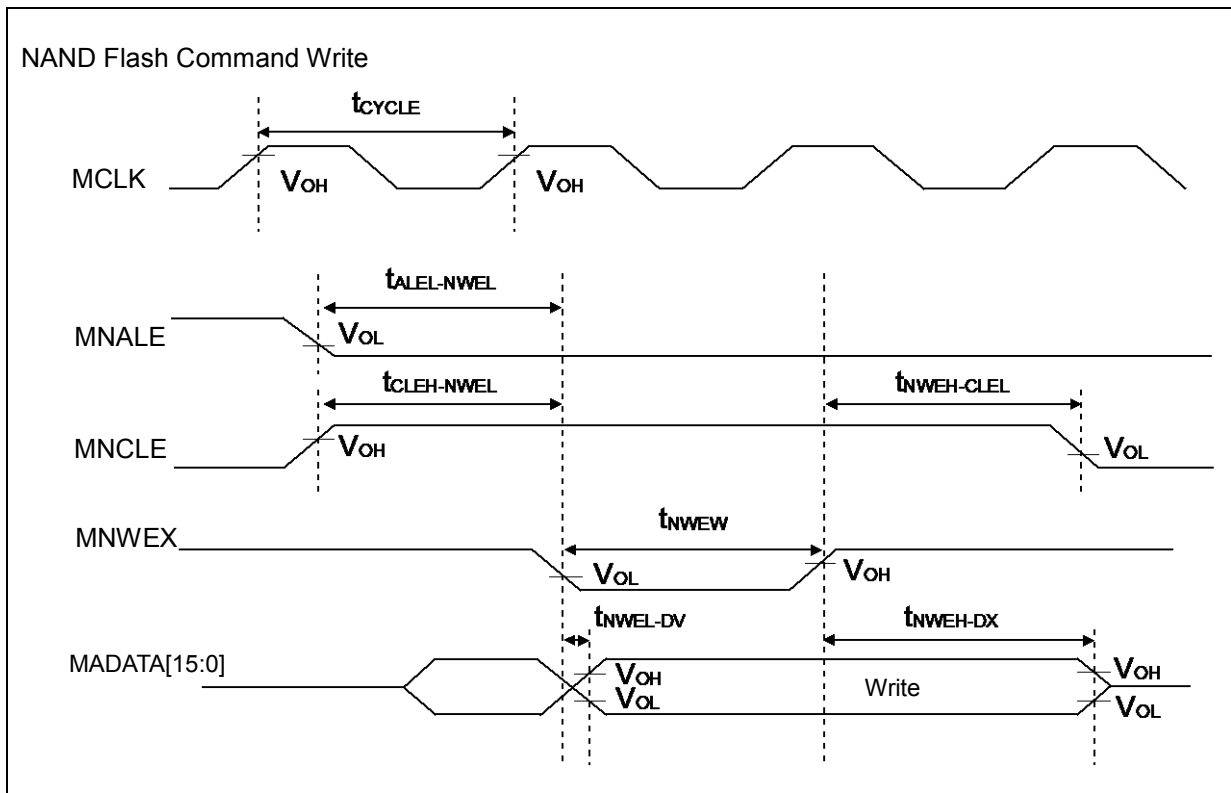 NAND Flash Command Write
tCYCLE
MCLK
VOH
VOH
tALEL-NWEL
MNALE
VOL
tCLEH-NWEL
tNWEH-CLEL
MNCLE
VOH
VOL
tNWEW
MNWEX
VOL
VOH
tNWEL-DV
tNWEH-DX
MADATA[15:0]
VOH
VOH
Write
VOL
VOL